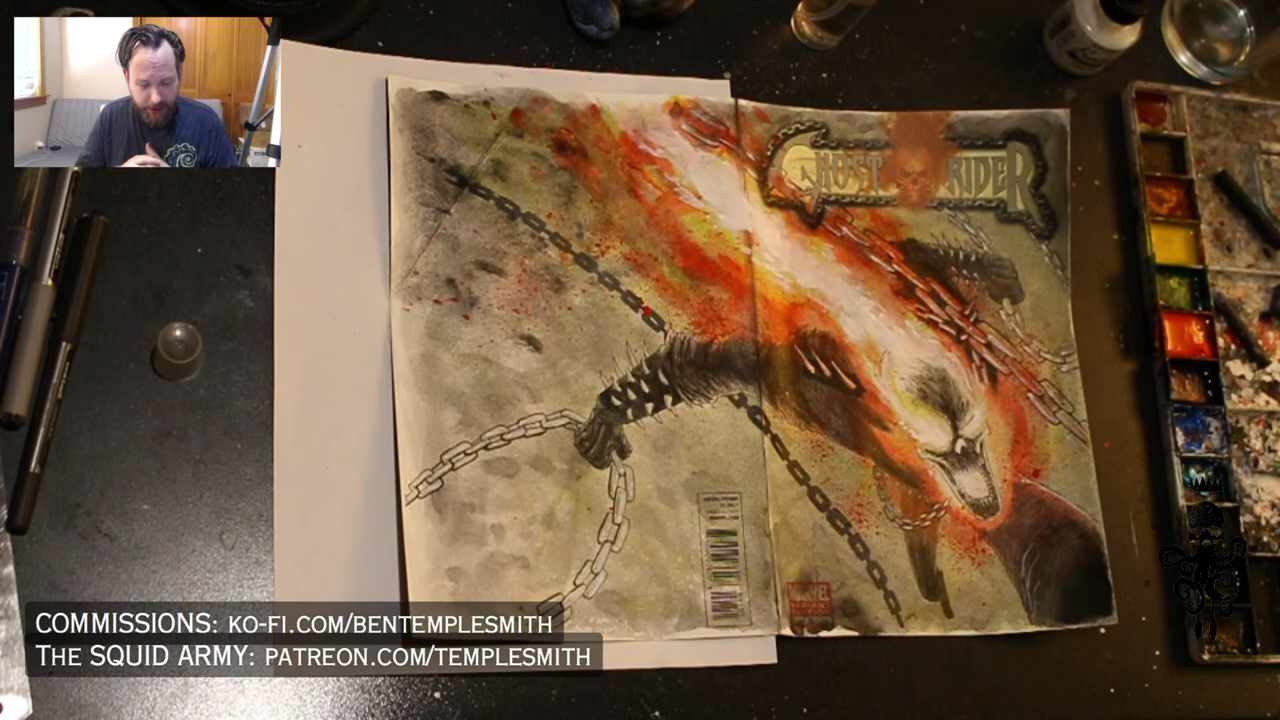 GHOST RIDER
MARVEL
COMMISSIONS: KO-FI.COM/BENTEMPLESMITH
THE SQUID ARMY: PATREON.COM/TEMPLESMITH